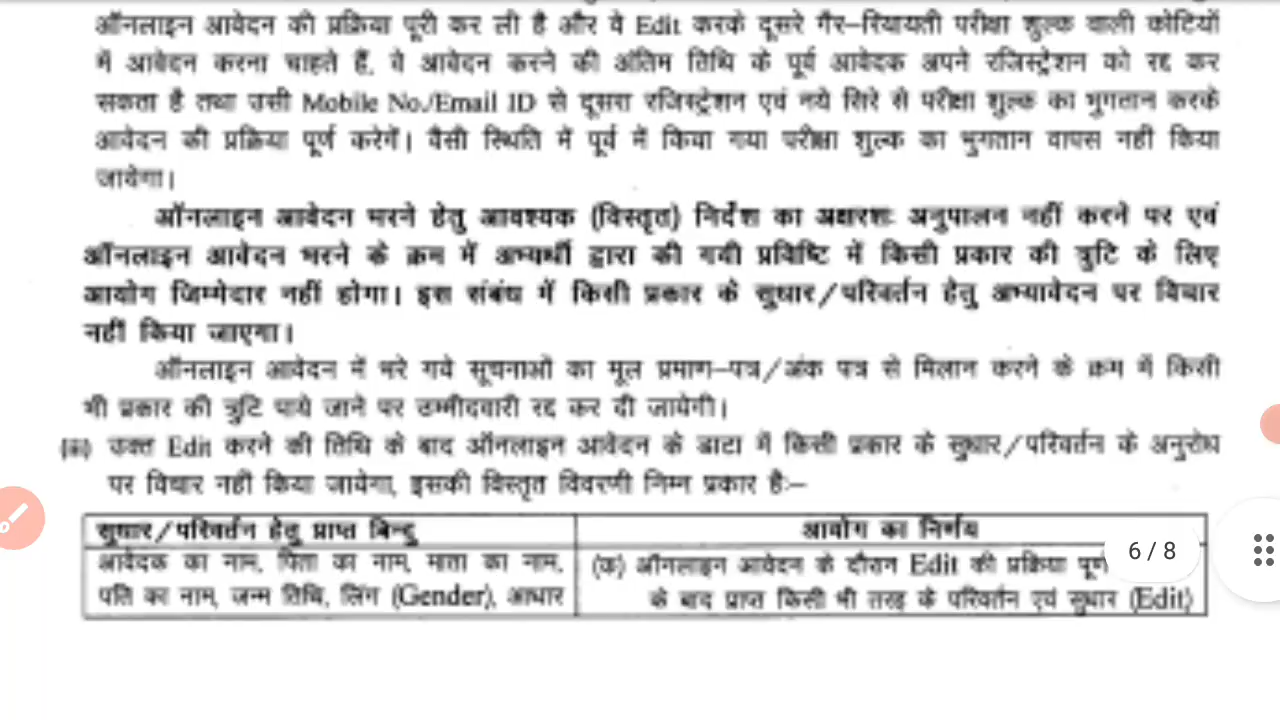 ऑनलाइन आवेदन की प्रक्रिया पूरी कर ली है और वे Edit करके दूसरे गैर–रियायती परीक्षा शुल्क वाली कोटियों
में आवेदन करना चाहते हैं, वे आवेदन करने की अंतिम तिथि के पूर्व आवेदक अपने रजिस्ट्रेशन को रद्द कर
सकता है तथा उसी Mobile No./Email ID से दूसरा रजिस्ट्रेशन एवं नये सिरे से परीक्षा शुल्क का भुगतान करके
आवेदन की प्रक्रिया पूर्ण करेगें। वैसी स्थिति में पूर्व में किया गया परीक्षा शुल्क का भुगतान वापस नहीं किया
जायेगा।
ऑनलाइन आवेदन भरने हेतु आवश्यक (विस्तृत) निर्देश का अक्षरशः अनुपालन नहीं करने पर एवं
ऑनलाइन आवेदन भरने के क्रम में अभ्यर्थी द्वारा की गयी प्रविष्टि में किसी प्रकार की त्रुटि के लिए
आयोग जिम्मेदार नहीं होगा। इस संबंध में किसी प्रकार के सुधार/परिवर्तन हेतु अभ्यावेदन पर विचार
नहीं किया जाएगा।
ऑनलाइन आवेदन में भरे गये सूचनाओं का मूल प्रमाण–पत्र/अंक पत्र से मिलान करने के क्रम में किसी
भी प्रकार की त्रुटि पाये जाने पर उम्मीदवारी रद्द कर दी जायेगी।
(iii) उक्त Edit करने की तिथि के बाद ऑनलाइन आवेदन के डाटा में किसी प्रकार के सुधार/परिवर्तन के अनुरोध
पर विचार नहीं किया जायेगा, इसकी विस्तृत विवरणी निम्न प्रकार है:–
सुधार/परिवर्तन हेतु प्राप्त बिन्दु आयोग का निर्णय
आवेदक का नाम, पिता का नाम, माता का नाम, (क) ऑनलाइन आवेदन के दौरान Edit की प्रक्रिया पूर्ण
पति का नाम, जन्म तिथि, लिंग (Gender), आधार के बाद प्राप्त किसी भी तरह के परिवर्तन एवं सुधार (Edit)
6 / 8